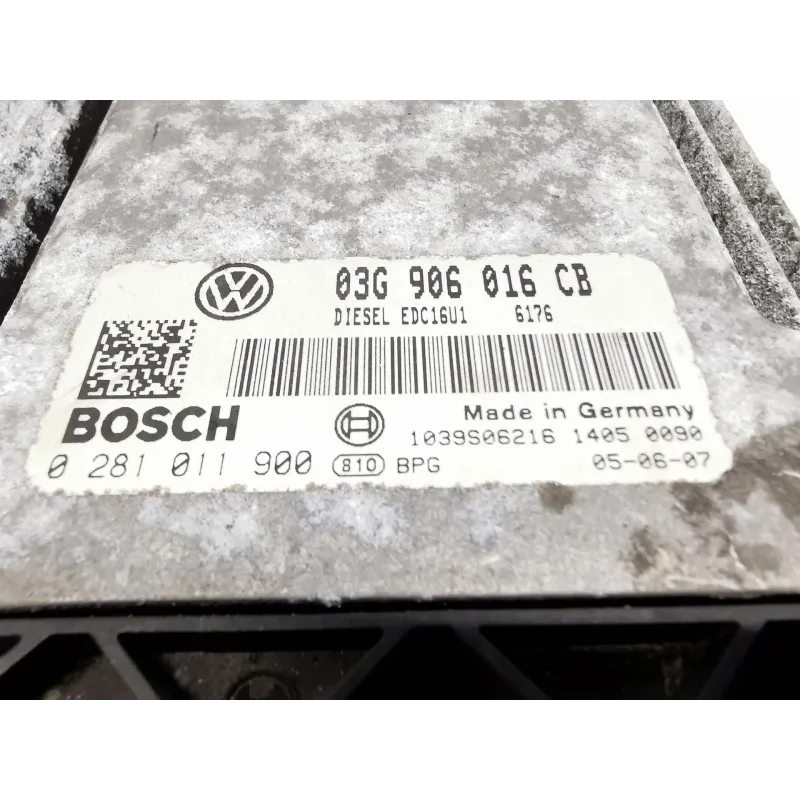 03G 906 016 CB
DIESEL EDC16U1 6176
BOSCH
Made in Germany
1039S06216 1405 0090
0 281 011 900 810 BPG 05-06-07